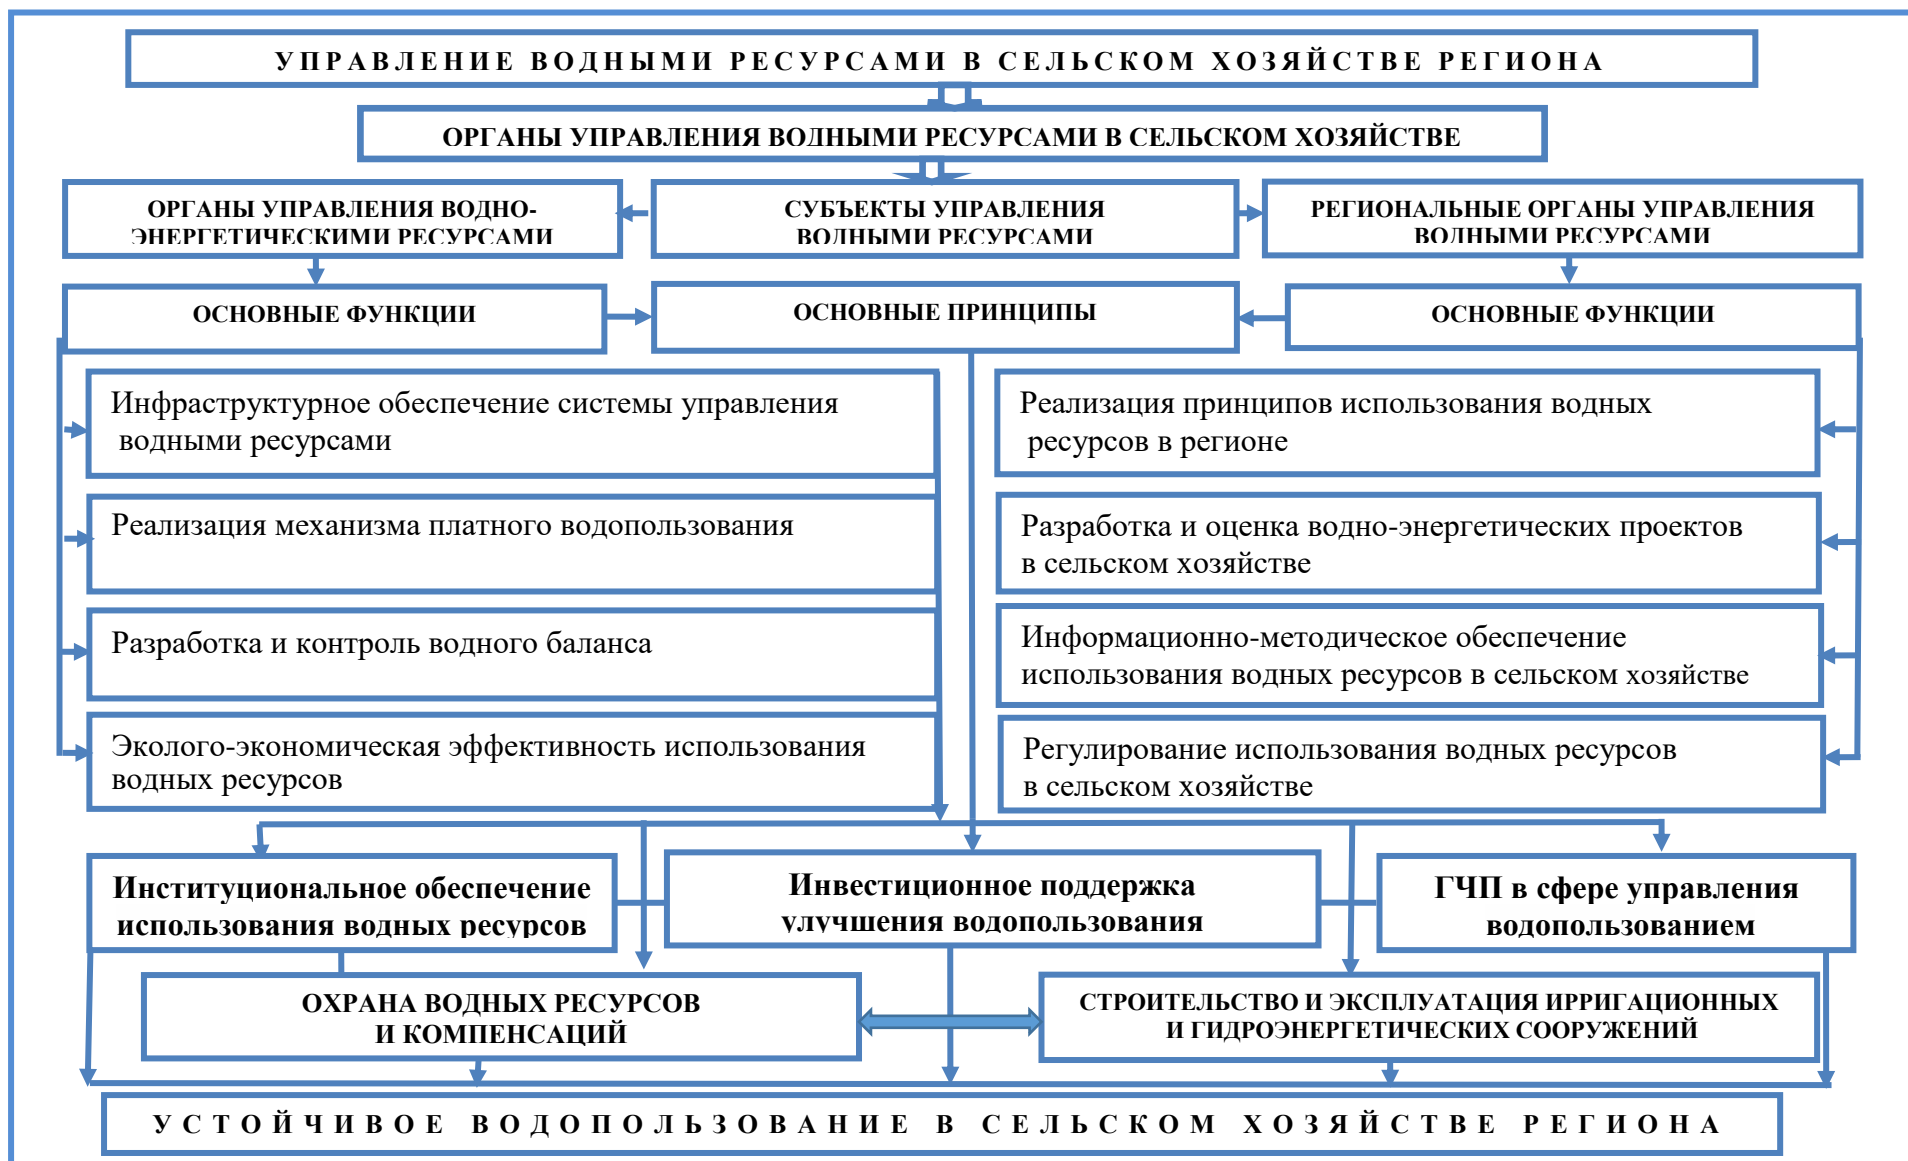 УПРАВЛЕНИЕ ВОДНЫМИ РЕСУРСАМИ В СЕЛЬСКОМ ХОЗЯЙСТВЕ РЕГИОНА
ОРГАНЫ УПРАВЛЕНИЯ ВОДНЫМИ РЕСУРСАМИ В СЕЛЬСКОМ ХОЗЯЙСТВЕ
ОРГАНЫ УПРАВЛЕНИЯ ВОДНО-
ЭНЕРГЕТИЧЕСКИМИ РЕСУРСАМИ
СУБЪЕКТЫ УПРАВЛЕНИЯ
ВОДНЫМИ РЕСУРСАМИ
РЕГИОНАЛЬНЫЕ ОРГАНЫ УПРАВЛЕНИЯ
ВОДНЫМИ РЕСУРСАМИ
ОСНОВНЫЕ ФУНКЦИИ
ОСНОВНЫЕ ПРИНЦИПЫ
ОСНОВНЫЕ ФУНКЦИИ
Инфраструктурное обеспечение системы управления
водными ресурсами
Реализация механизма платного водопользования
Разработка и контроль водного баланса
Эколого-экономическая эффективность использования
водных ресурсов
Реализация принципов использования водных
ресурсов в регионе
Разработка и оценка водно-энергетических проектов
в сельском хозяйстве
Информационно-методическое обеспечение
использования водных ресурсов в сельском хозяйстве
Регулирование использования водных ресурсов
в сельском хозяйстве
Институциональное обеспечение
использования водных ресурсов
Инвестиционное поддержка
улучшения водопользования
ГЧП в сфере управления
водопользованием
ОХРАНА ВОДНЫХ РЕСУРСОВ
И КОМПЕНСАЦИЙ
СТРОИТЕЛЬСТВО И ЭКСПЛУАТАЦИЯ ИРРИГАЦИОННЫХ
И ГИДРОЭНЕРГЕТИЧЕСКИХ СООРУЖЕНИЙ
УСТОЙЧИВОЕ ВОДОПОЛЬЗОВАНИЕ В СЕЛЬСКОМ ХОЗЯЙСТВЕ РЕГИОНА